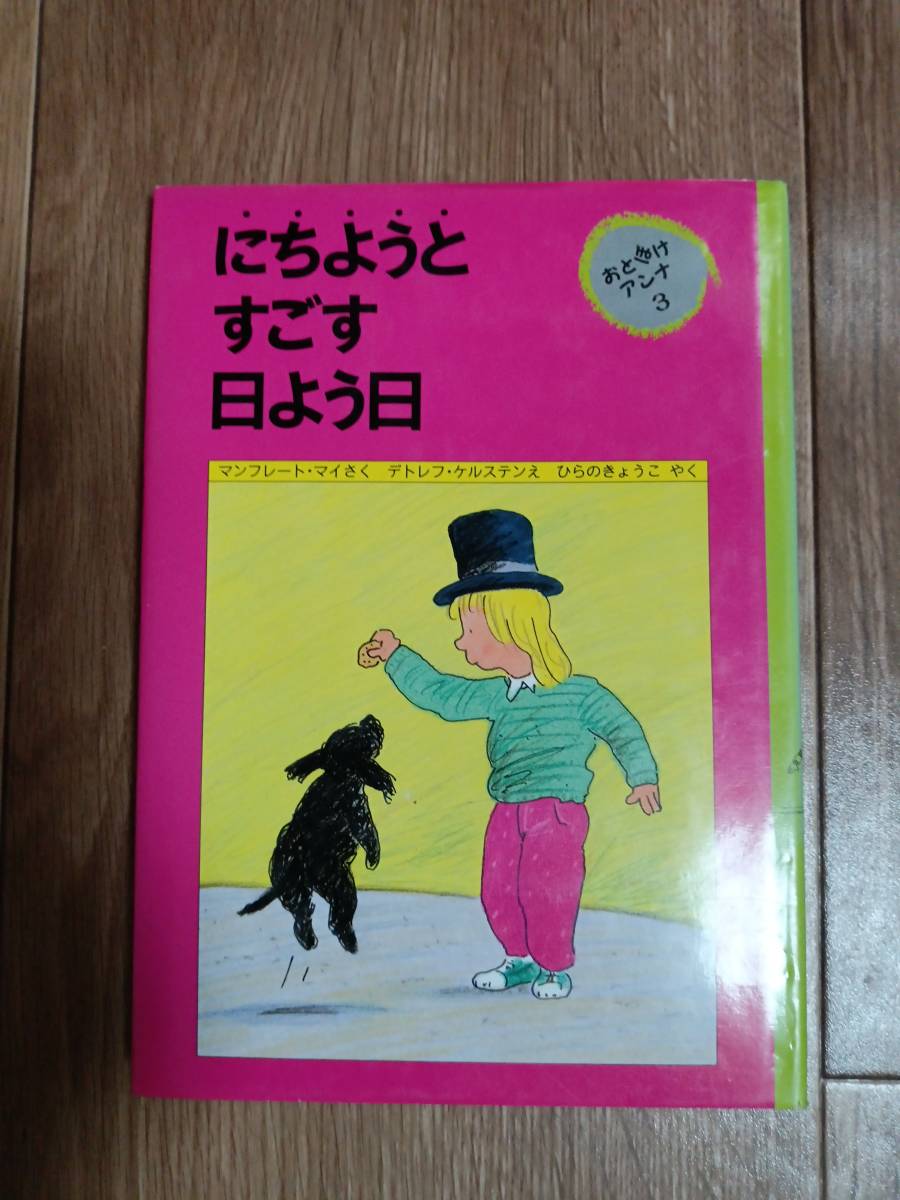 にちようと
すごす
日よう日
おとぼけ
アンナ
3
マンフレート・マイさく　デトレフ・ケルステンえ　ひらのきょうこ やく